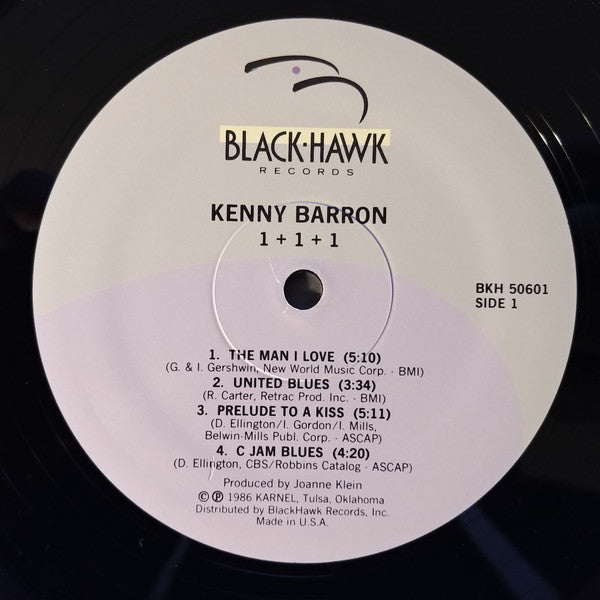 BLACK·HAWK
RECORDS
KENNY BARRON
1 + 1 + 1
BKH 50601
SIDE 1
1. THE MAN I LOVE (5:10)
(G. & I. Gershwin, New World Music Corp. - BMI)
2. UNITED BLUES (3:34)
(R. Carter, Retrac Prod. Inc. - BMI)
3. PRELUDE TO A KISS (5:11)
(D. Ellington/I. Gordon/I. Mills,
Belwin-Mills Publ. Corp. - ASCAP)
4. C JAM BLUES (4:20)
(D. Ellington, CBS/Robbins Catalog - ASCAP)
Produced by Joanne Klein
© ℗ 1986 KARNEL, Tulsa, Oklahoma
Distributed by BlackHawk Records, Inc.
Made in U.S.A.